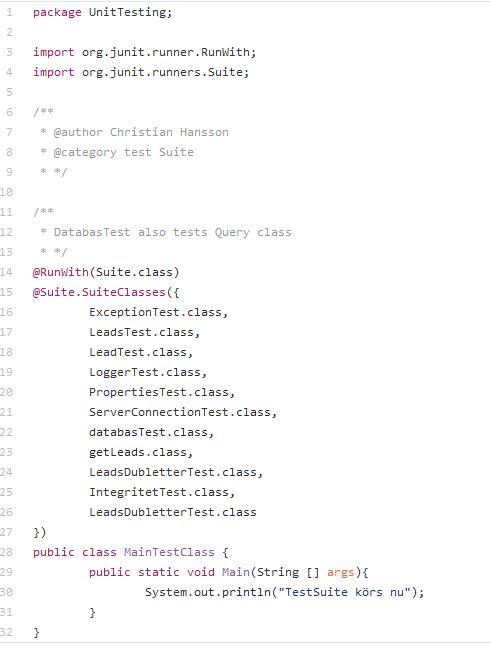 1 package UnitTesting;
2
3 import org.junit.runner.RunWith;
4 import org.junit.runners.Suite;
5
6 /**
7  * @author Christian Hansson
8  * @category test Suite
9  * */
10
11 /**
12  * DatabasTest also tests Query class
13  * */
14 @RunWith(Suite.class)
15 @Suite.SuiteClasses({
16         ExceptionTest.class,
17         LeadsTest.class,
18         LeadTest.class,
19         LoggerTest.class,
20         PropertiesTest.class,
21         ServerConnectionTest.class,
22         databasTest.class,
23         getLeads.class,
24         LeadsDubletterTest.class,
25         IntegritetTest.class,
26         LeadsDubletterTest.class
27 })
28 public class MainTestClass {
29         public static void Main(String [] args){
30                 System.out.println("TestSuite körs nu");
31         }
32 }